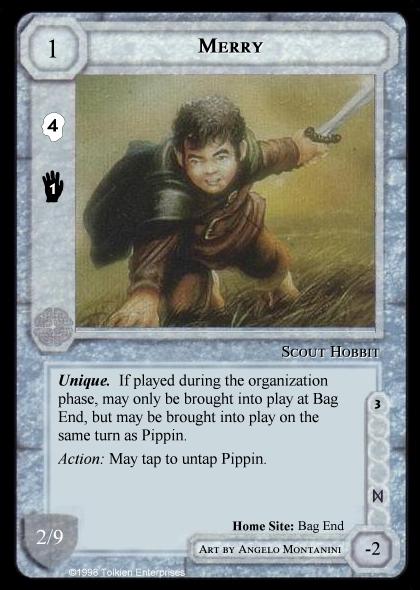 1
MERRY
4
1
SCOUT HOBBIT
Unique. If played during the organization
phase, may only be brought into play at Bag
End, but may be brought into play on the
same turn as Pippin.
Action: May tap to untap Pippin.
3
ᛞ
Home Site: Bag End
2/9
ART BY ANGELO MONTANINI
-2
©1998 Tolkien Enterprises